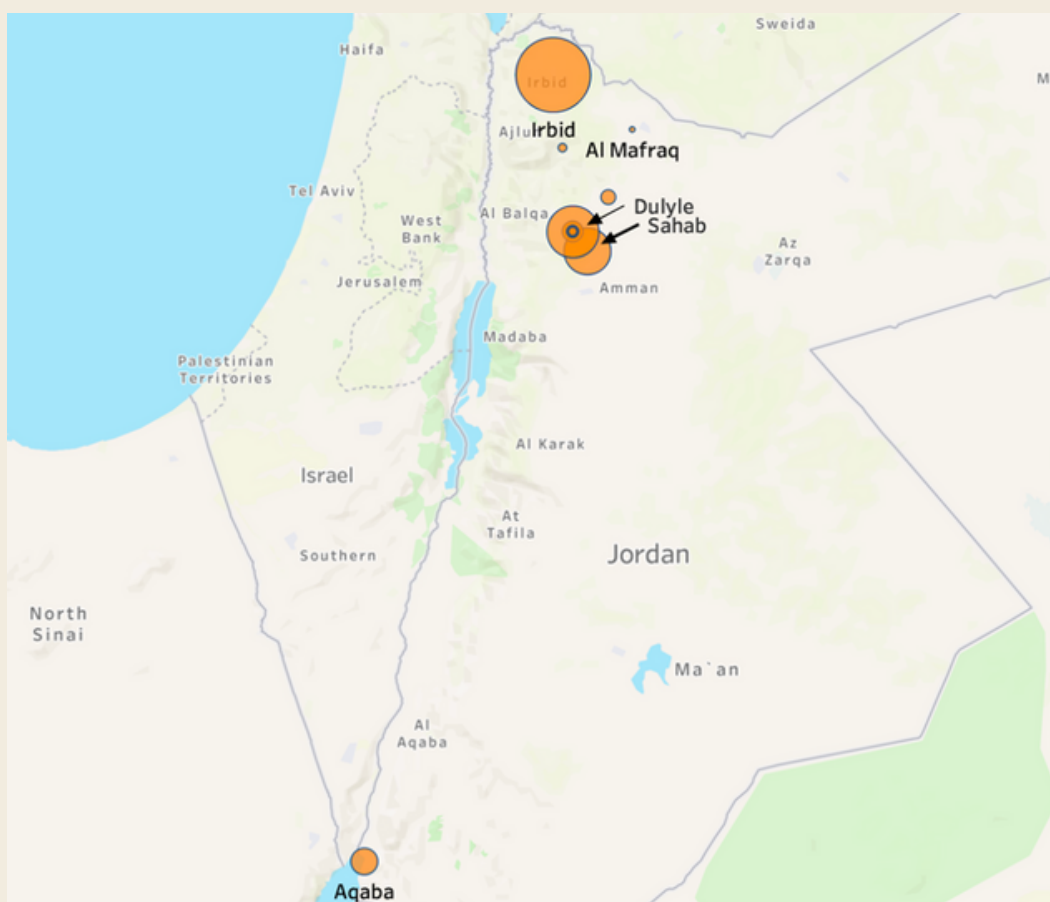 Sweida
Haifa
M
Irbid
Ajlu
Irbid
Al Mafraq
Tel Aviv
Dulyle
Al Balqa
West
Bank
Sahab
Az
Zarqa
Jerusalem
Amman
Madaba
Palestinian
Territories
Al Karak
Israel
At
Tafila
Southern
Jordan
North
Sinai
Ma`an
Al
Aqaba
Aqaba